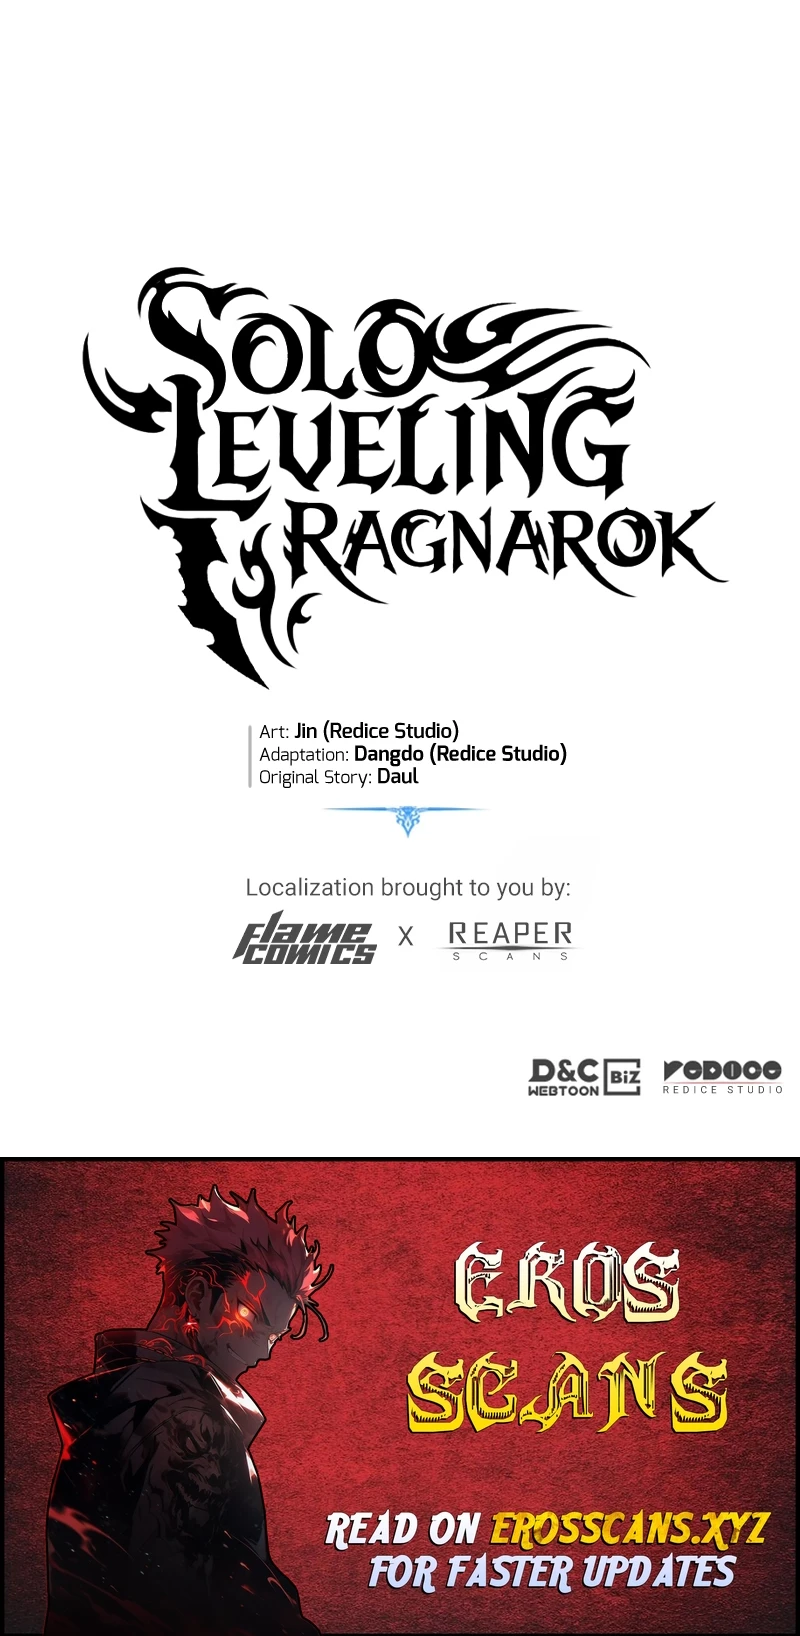 SOLO
LEVELING
RAGNAROK
Art: Jin (Redice Studio)
Adaptation: Dangdo (Redice Studio)
Original Story: Daul
Localization brought to you by:
flame COMICS X REAPER SCANS
D&C WEBTOON BiZ REDICE REDICE STUDIO
EROS
SCANS
READ ON EROSSCANS.XYZ
FOR FASTER UPDATES